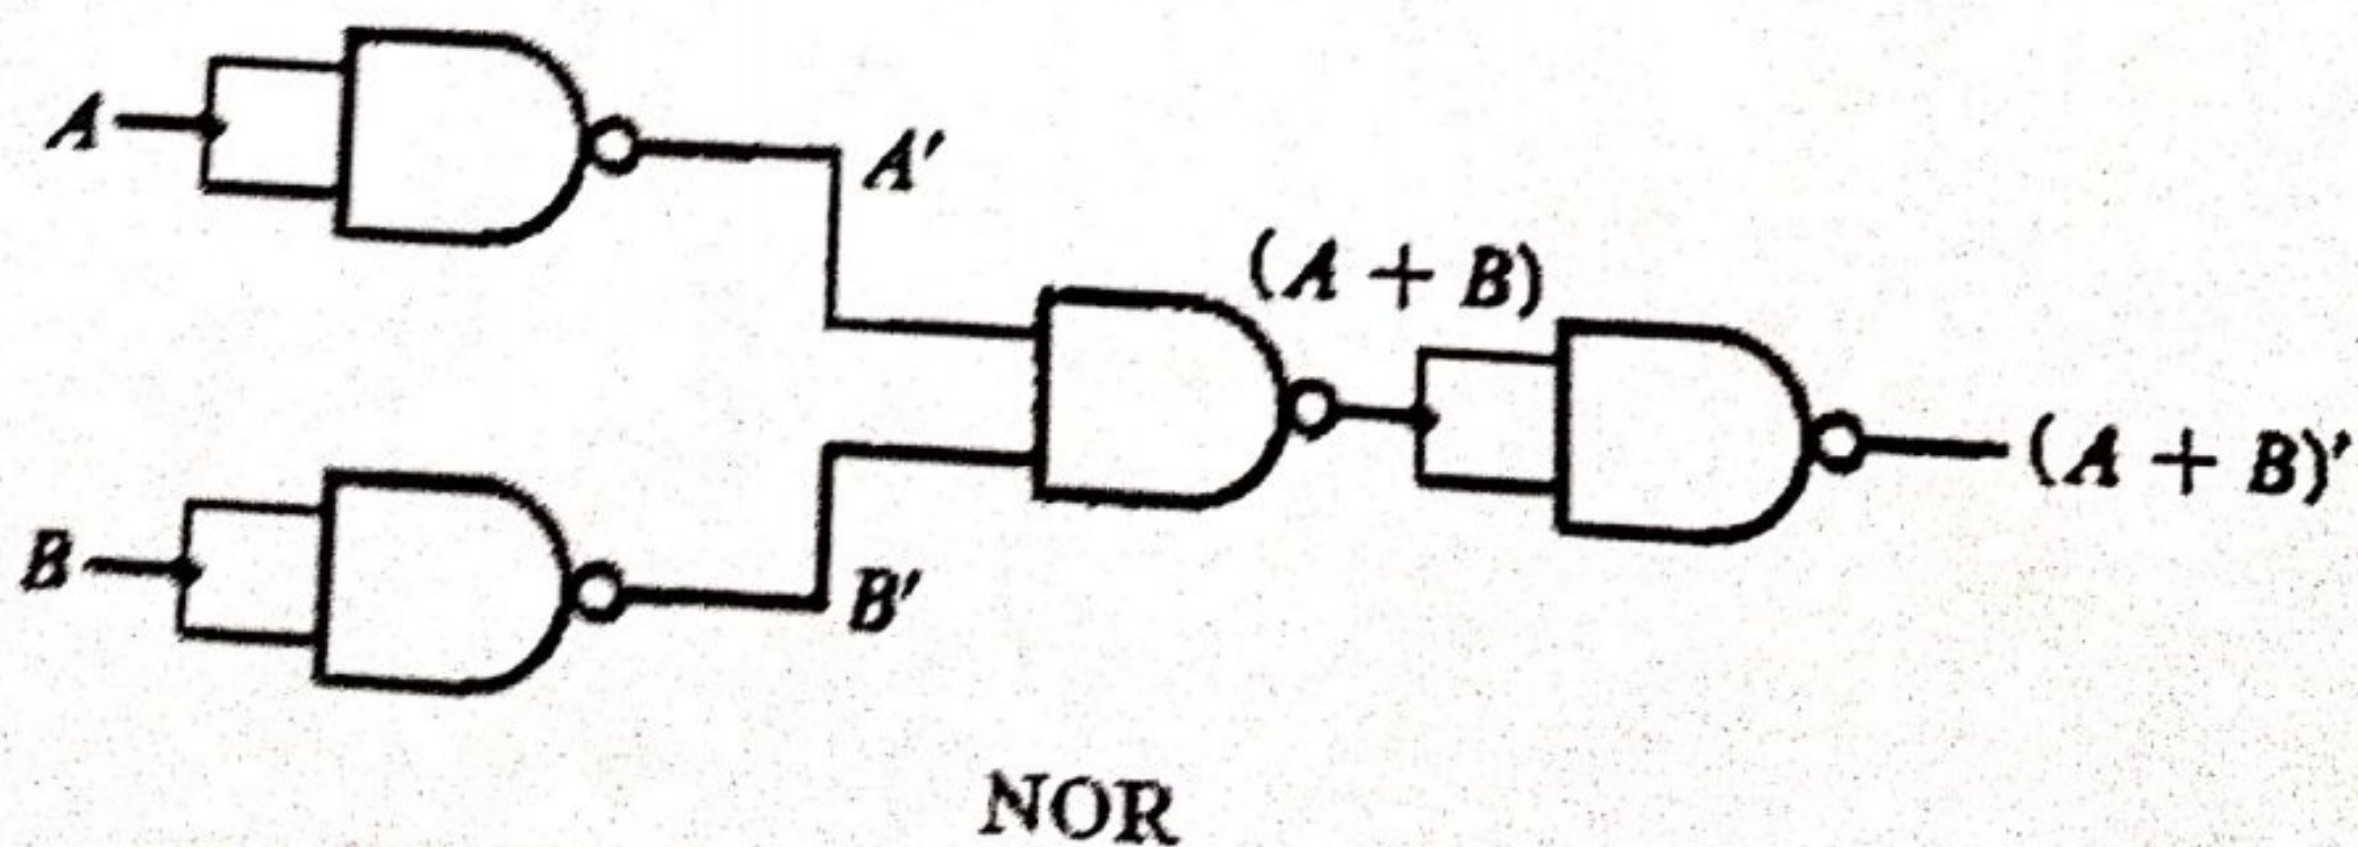 A
A'
(A + B)
(A + B)'
B
B'
NOR